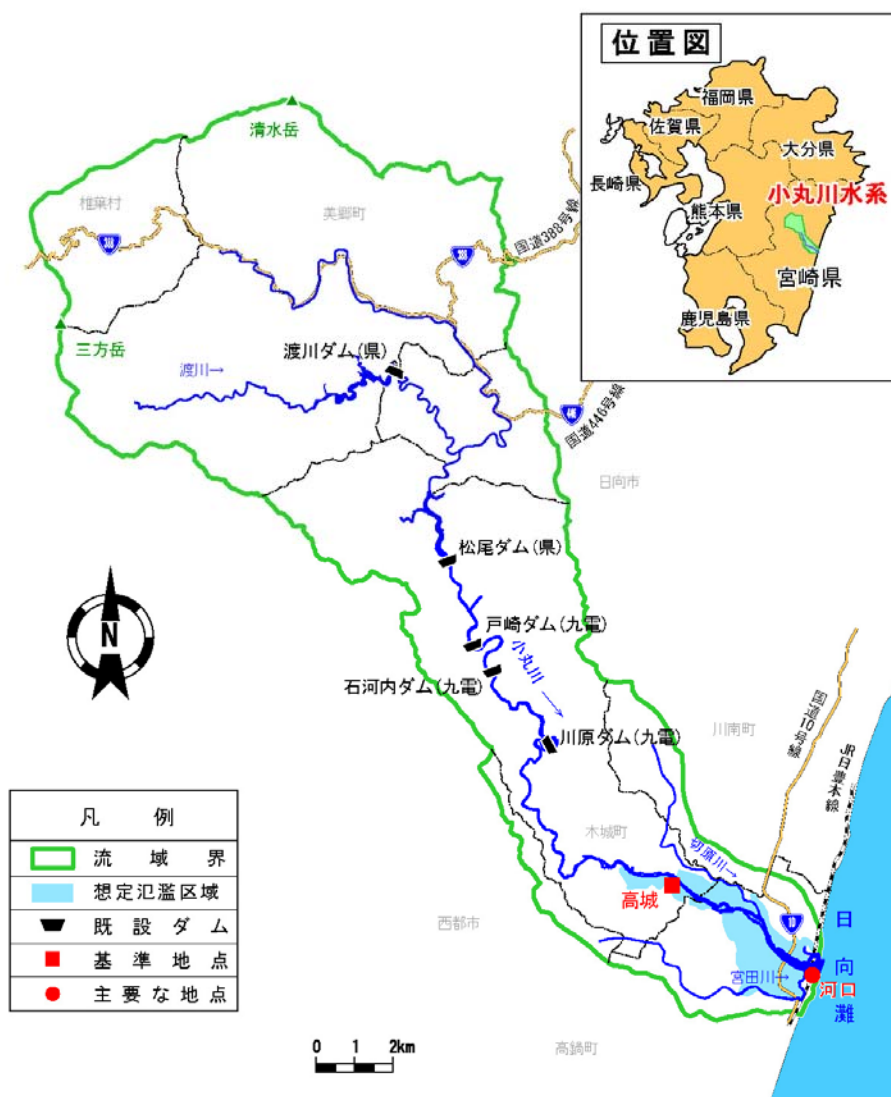 位置図
福岡県
佐賀県
大分県
長崎県
小丸川水系
熊本県
宮崎県
鹿児島県
清水岳
椎葉村
美郷町
388
国道388号線
388
三方岳
渡川ダム(県)
渡川→
446
国道446号線
日向市
松尾ダム(県)
N
戸崎ダム(九電)
小丸川→
石河内ダム(九電)
国道10号線
川南町
川原ダム(九電)
JR日豊本線
凡例
流域界
想定氾濫区域
既設ダム
基準地点
主要な地点
木城町
切原川→
高城
西都市
10
日向灘
宮田川→
河口
高鍋町
0 1 2km